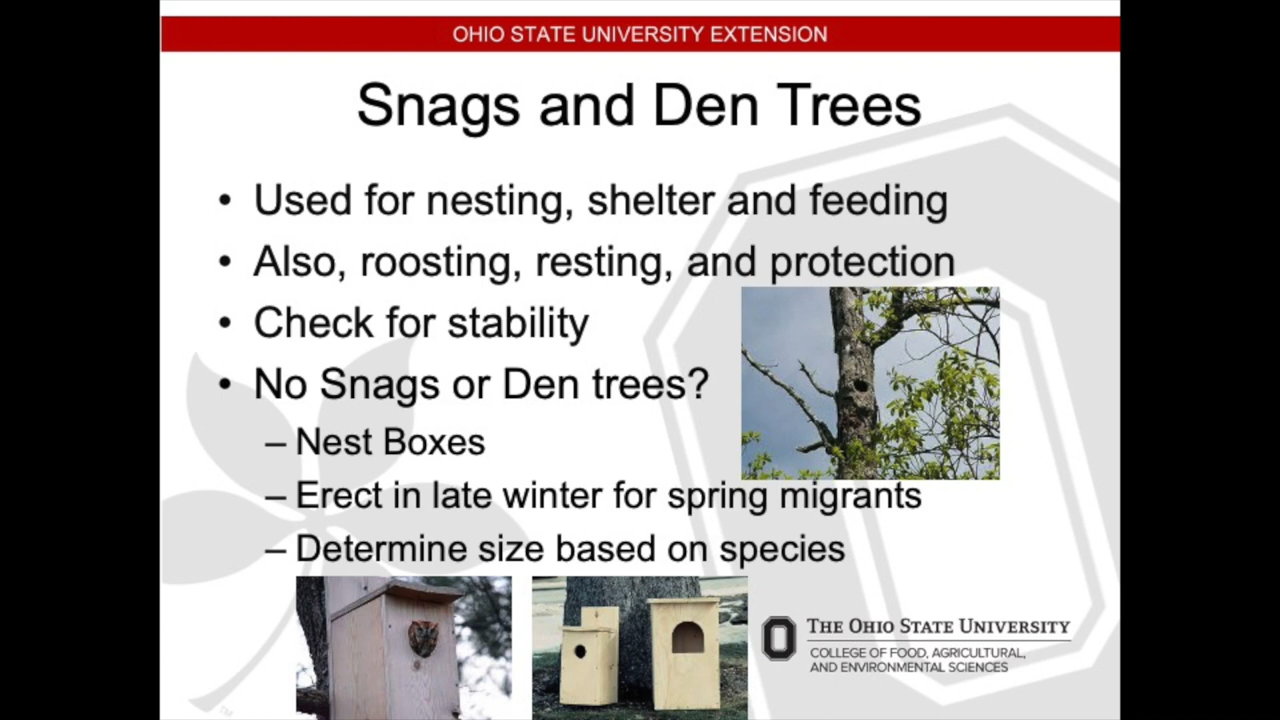 OHIO STATE UNIVERSITY EXTENSION
Snags and Den Trees
• Used for nesting, shelter and feeding
• Also, roosting, resting, and protection
• Check for stability
• No Snags or Den trees?
– Nest Boxes
– Erect in late winter for spring migrants
– Determine size based on species
THE OHIO STATE UNIVERSITY
COLLEGE OF FOOD, AGRICULTURAL,
AND ENVIRONMENTAL SCIENCES
TM